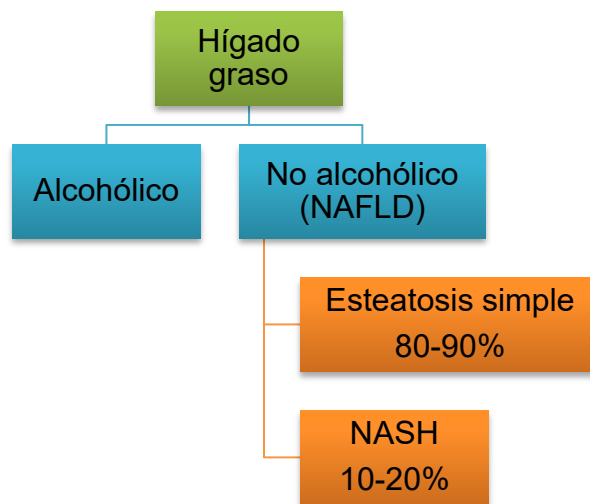 Hígado
graso
Alcohólico
No alcohólico
(NAFLD)
Esteatosis simple
80-90%
NASH
10-20%